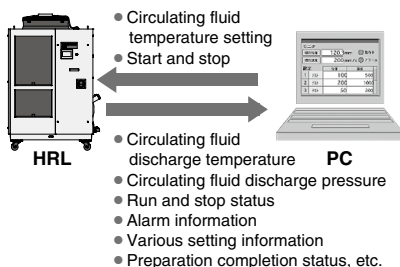 ● Circulating fluid
temperature setting
● Start and stop
HRL
PC
● Circulating fluid
discharge temperature
● Circulating fluid discharge pressure
● Run and stop status
● Alarm information
● Various setting information
● Preparation completion status, etc.